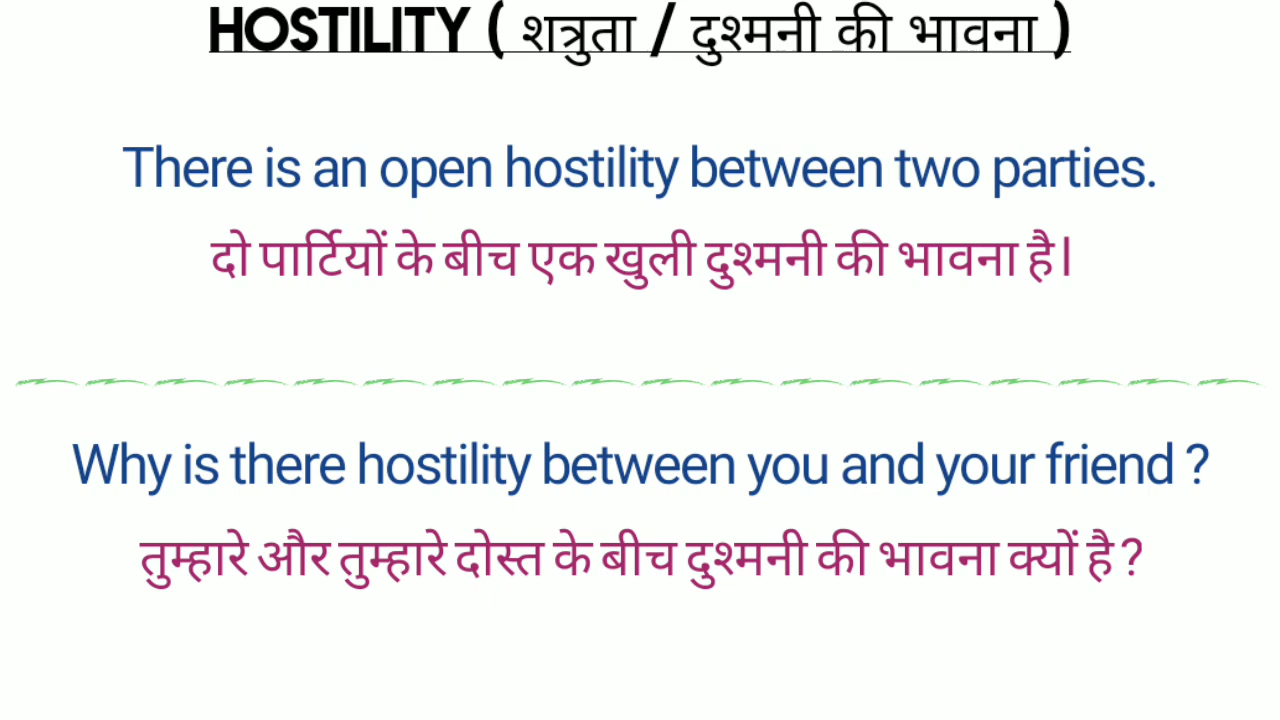 HOSTILITY ( शत्रुता / दुश्मनी की भावना )
There is an open hostility between two parties.
दो पार्टियों के बीच एक खुली दुश्मनी की भावना है।
Why is there hostility between you and your friend ?
तुम्हारे और तुम्हारे दोस्त के बीच दुश्मनी की भावना क्यों है ?